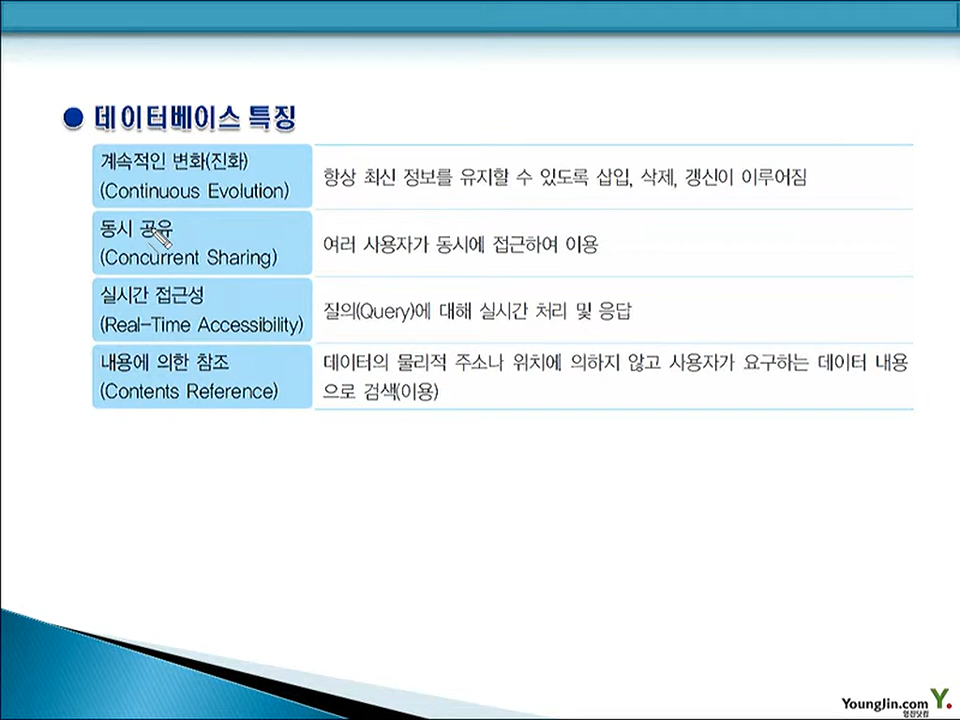 ● 데이터베이스 특징
계속적인 변화(진화)
(Continuous Evolution)
항상 최신 정보를 유지할 수 있도록 삽입, 삭제, 갱신이 이루어짐
동시 공유
(Concurrent Sharing)
여러 사용자가 동시에 접근하여 이용
실시간 접근성
(Real-Time Accessibility)
질의(Query)에 대해 실시간 처리 및 응답
내용에 의한 참조
(Contents Reference)
데이터의 물리적 주소나 위치에 의하지 않고 사용자가 요구하는 데이터 내용
으로 검색(이용)
YoungJin.com Y.
영진닷컴